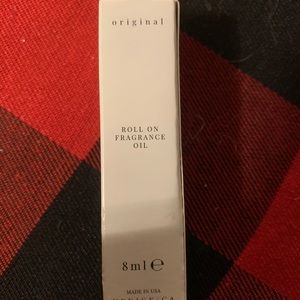 original
ROLL ON
FRAGRANCE
OIL
8ml ℮
MADE IN USA